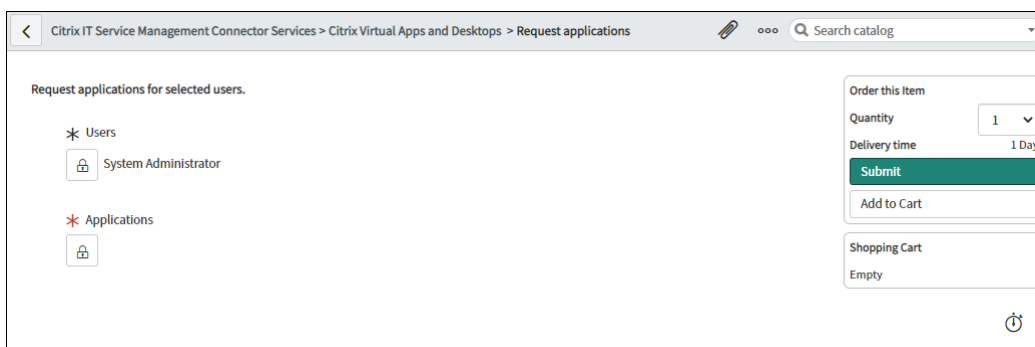 Citrix IT Service Management Connector Services > Citrix Virtual Apps and Desktops > Request applications
Search catalog
Request applications for selected users.
Users
System Administrator
Applications
Order this Item
Quantity 1
Delivery time 1 Day
Submit
Add to Cart
Shopping Cart
Empty